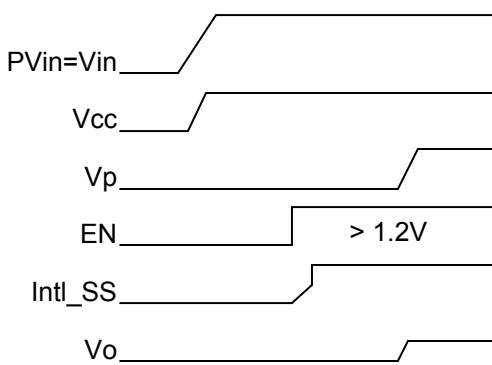 PVin=Vin
Vcc
Vp
EN
> 1.2V
Intl_SS
Vo